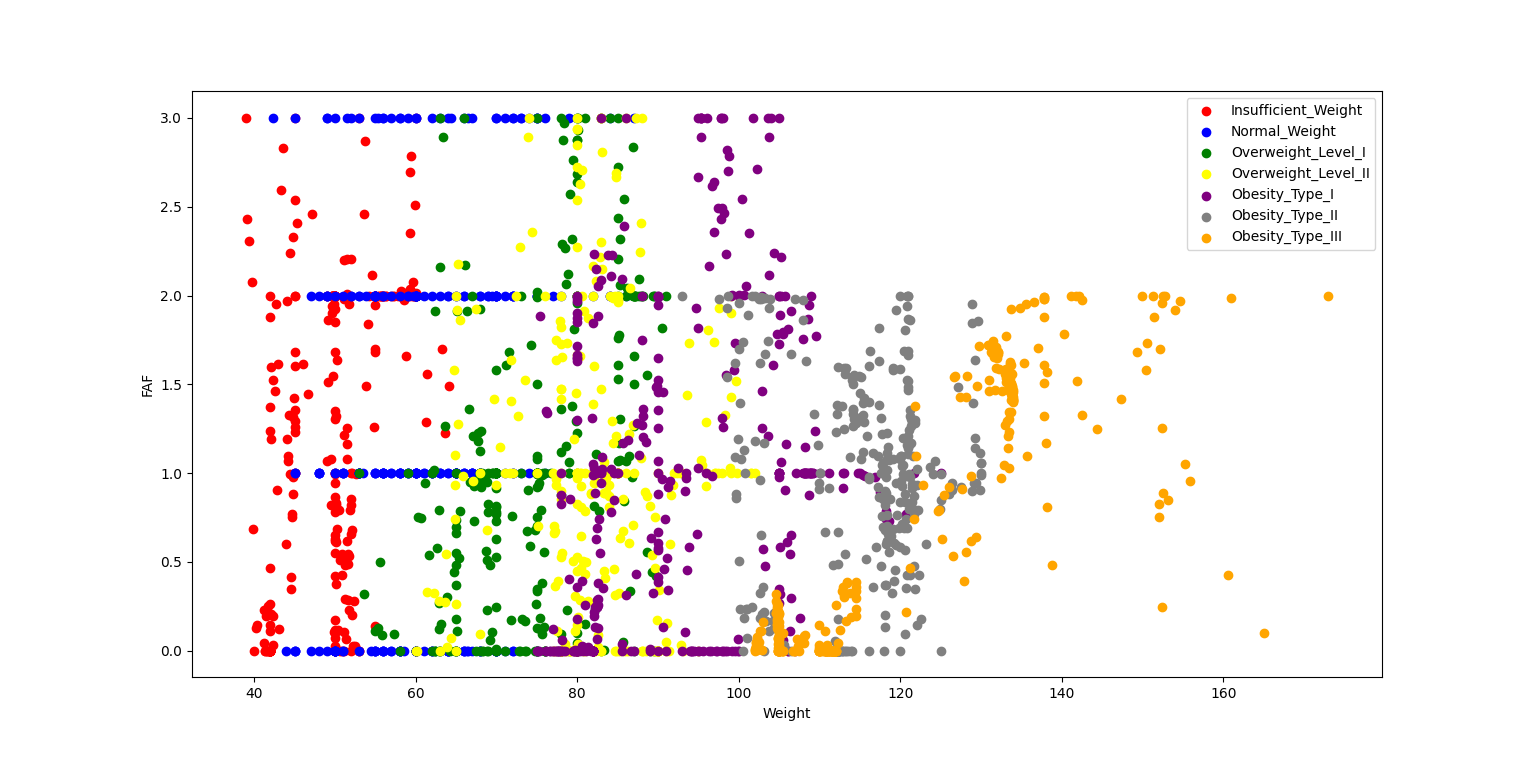 3.0
2.5
2.0
1.5
1.0
0.5
0.0
FAF
40
60
80
100
120
140
160
Weight
Insufficient_Weight
Normal_Weight
Overweight_Level_I
Overweight_Level_II
Obesity_Type_I
Obesity_Type_II
Obesity_Type_III